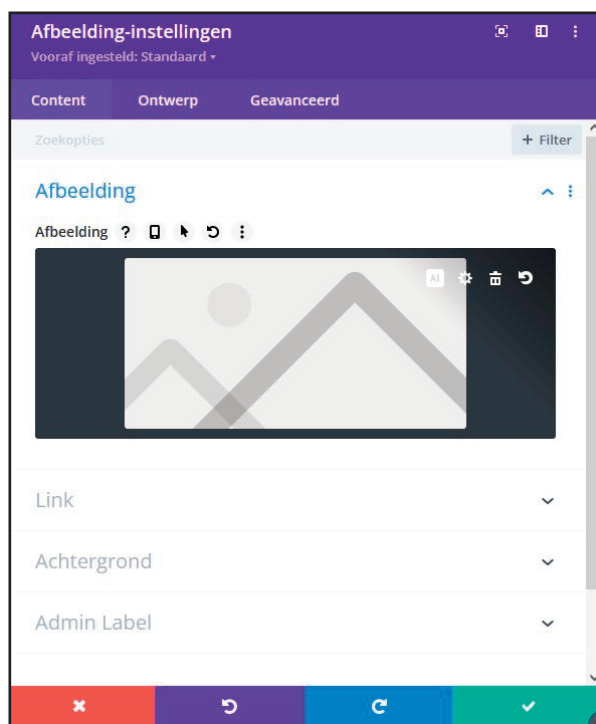 Afbeelding-instellingen
Vooraf ingesteld: Standaard
Content Ontwerp Geavanceerd
Zoekopties + Filter
Afbeelding
Afbeelding ?
AI
Link
Achtergrond
Admin Label